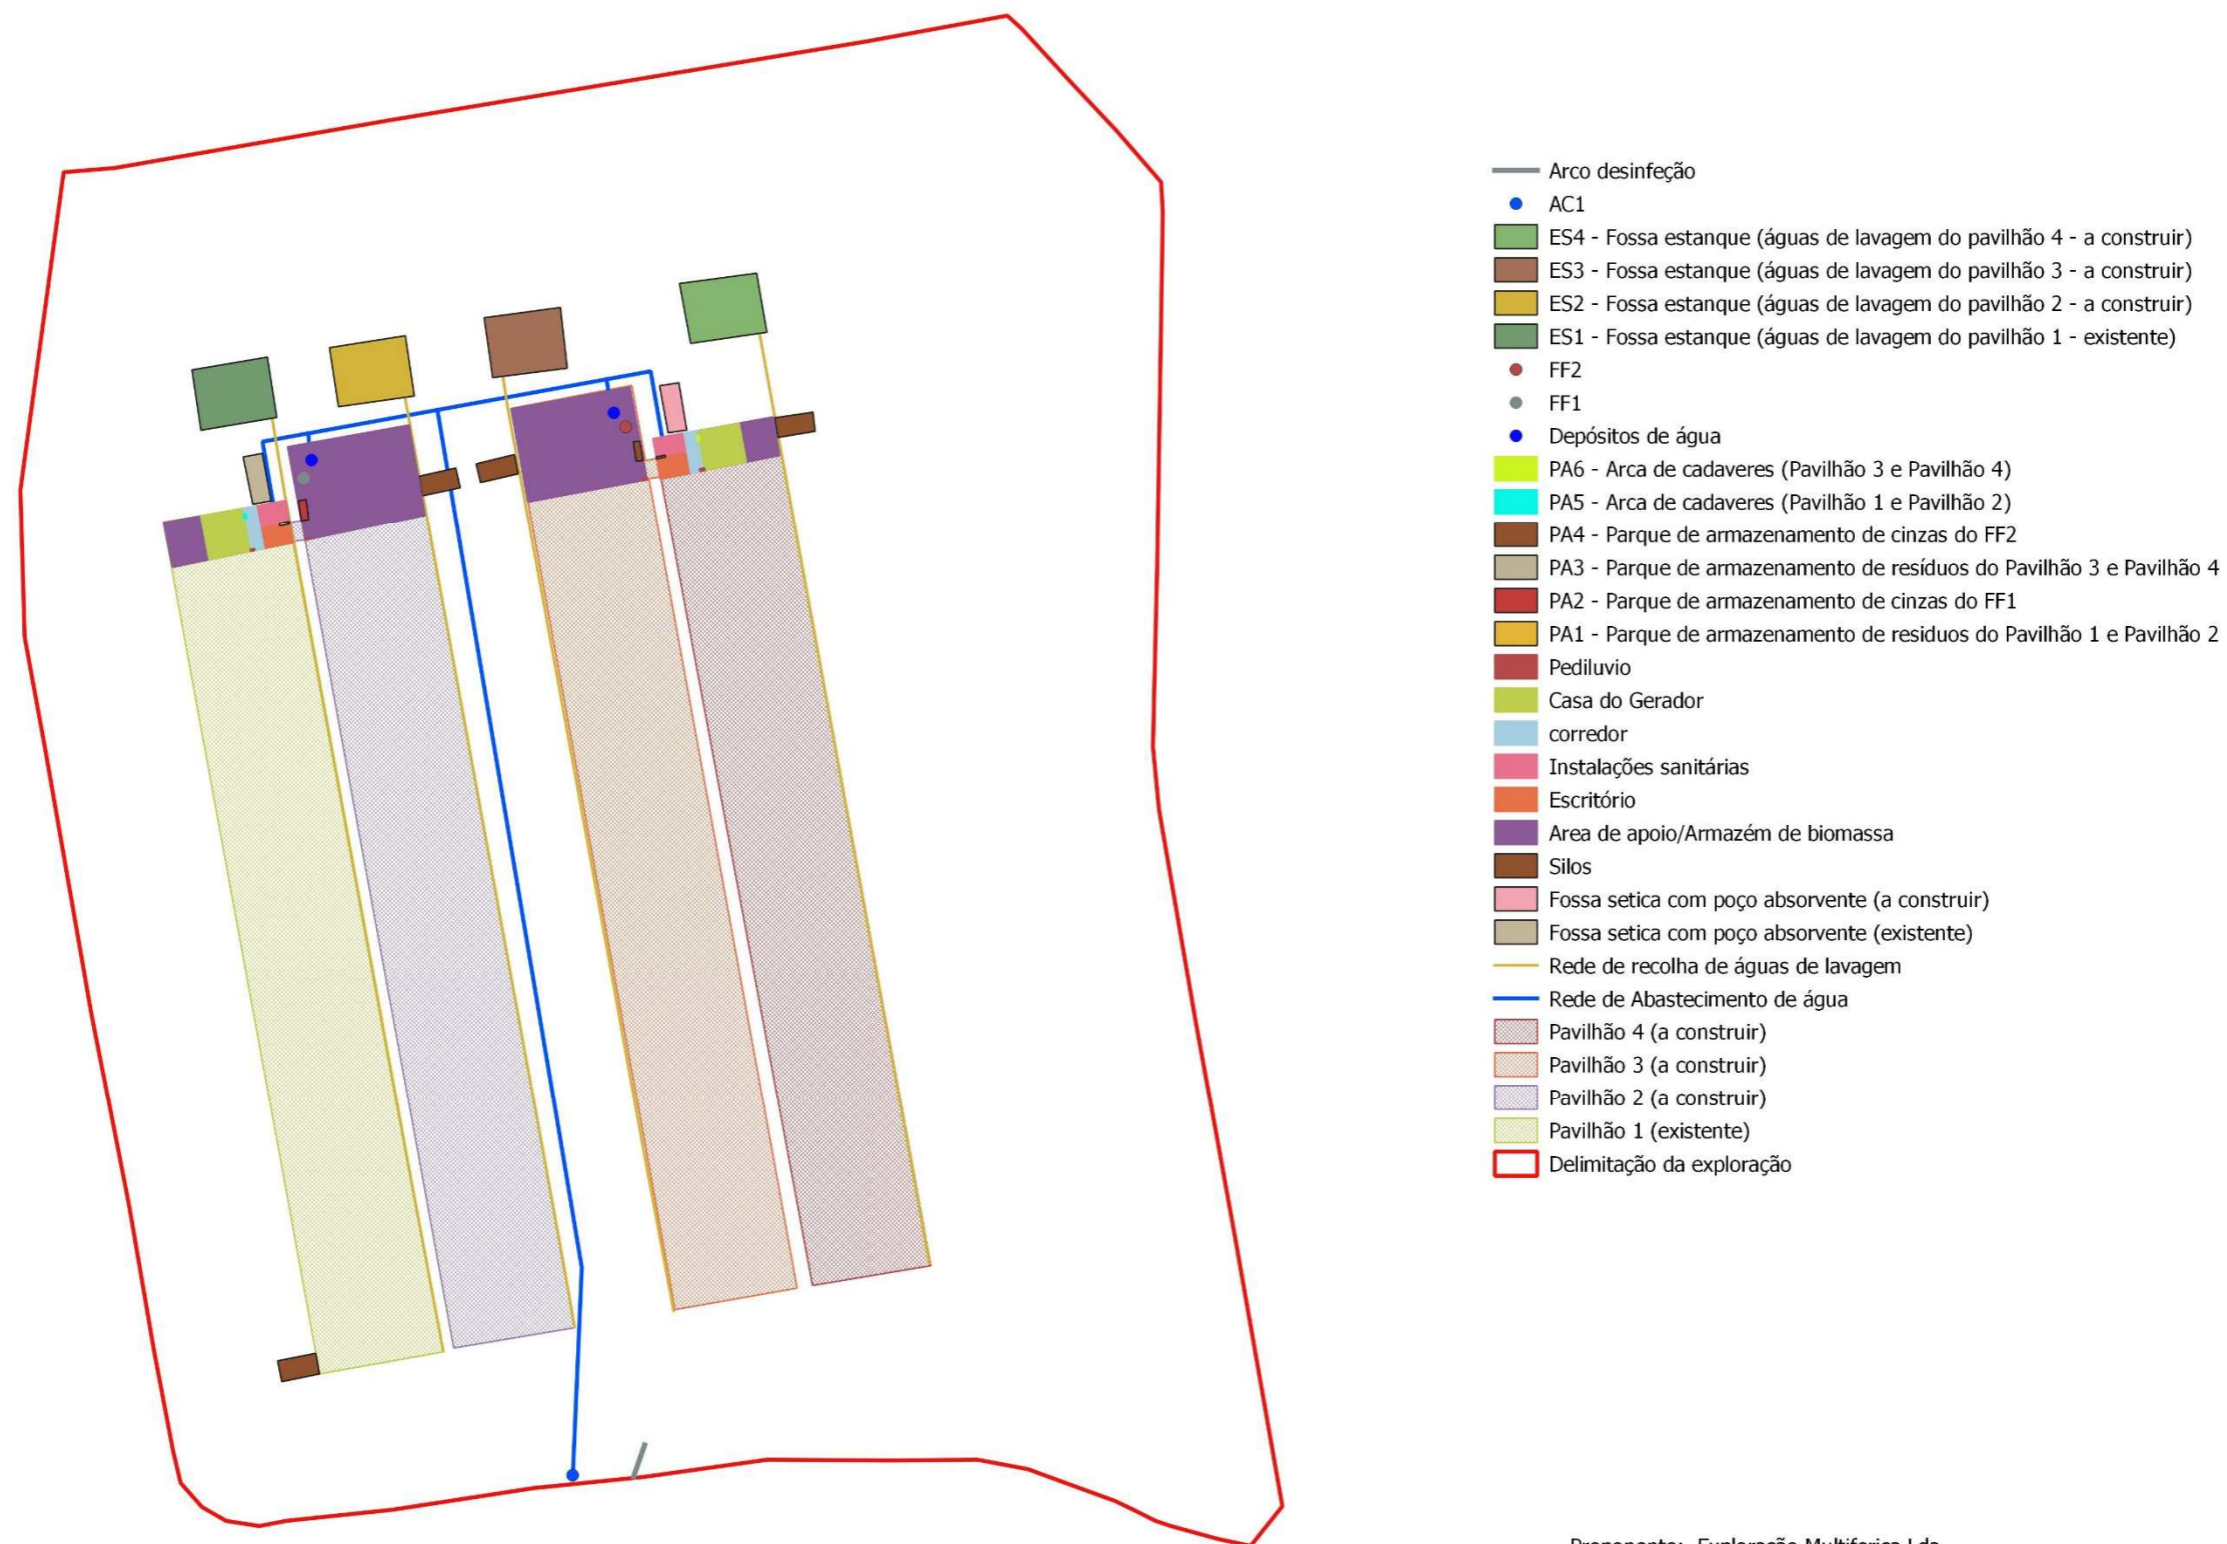 Arco desinfeção
AC1
ES4 - Fossa estanque (águas de lavagem do pavilhão 4 - a construir)
ES3 - Fossa estanque (águas de lavagem do pavilhão 3 - a construir)
ES2 - Fossa estanque (águas de lavagem do pavilhão 2 - a construir)
ES1 - Fossa estanque (águas de lavagem do pavilhão 1 - existente)
FF2
FF1
Depósitos de água
PA6 - Arca de cadaveres (Pavilhão 3 e Pavilhão 4)
PA5 - Arca de cadaveres (Pavilhão 1 e Pavilhão 2)
PA4 - Parque de armazenamento de cinzas do FF2
PA3 - Parque de armazenamento de resíduos do Pavilhão 3 e Pavilhão 4
PA2 - Parque de armazenamento de cinzas do FF1
PA1 - Parque de armazenamento de residuos do Pavilhão 1 e Pavilhão 2
Pediluvio
Casa do Gerador
corredor
Instalações sanitárias
Escritório
Area de apoio/Armazém de biomassa
Silos
Fossa setica com poço absorvente (a construir)
Fossa setica com poço absorvente (existente)
Rede de recolha de águas de lavagem
Rede de Abastecimento de água
Pavilhão 4 (a construir)
Pavilhão 3 (a construir)
Pavilhão 2 (a construir)
Pavilhão 1 (existente)
Delimitação da exploração